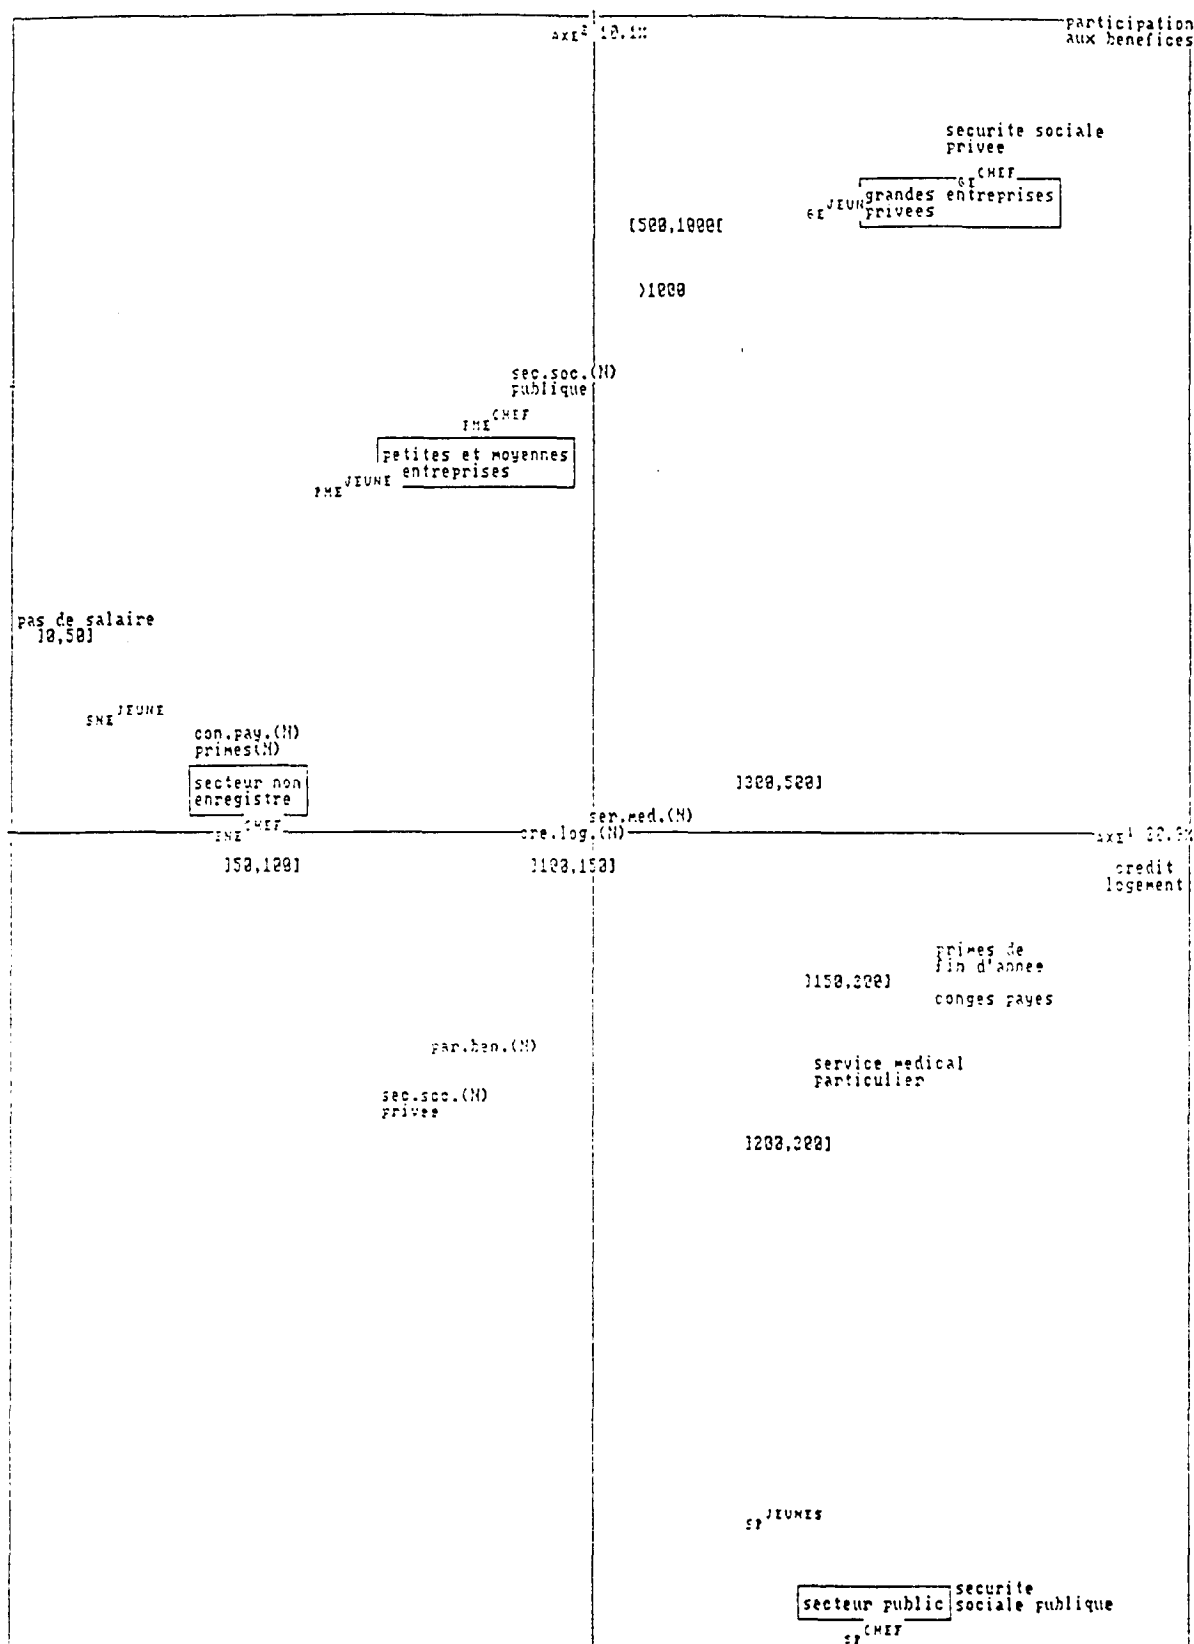 AXE² 10.1%
participation
aux benefices
securite sociale
privee
GE CHEF
grandes entreprises
privees
GE JEUN
[500,1000[
>1000
sec.soc.(N)
publique
PME CHEF
petites et moyennes
entreprises
PME JEUNE
pas de salaire
]0,50]
SNE JEUNE
con.pay.(N)
primes(N)
secteur non
enregistre
SNE CHEF
]300,500]
ser.med.(N)
cre.log.(N)
AXE¹
]50,100]
]100,150]
credit
logement
primes de
fin d'annee
]150,200]
conges payes
par.ben.(N)
service medical
particulier
sec.soc.(N)
privee
]200,300]
SP JEUNES
secteur public
securite
sociale publique
SP CHEF